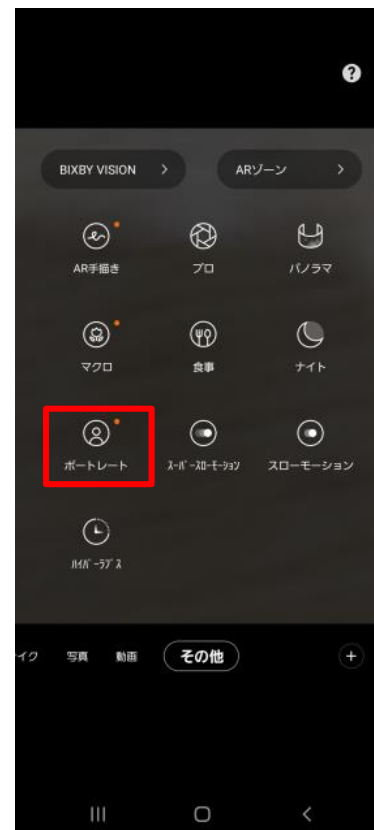 BIXBY VISION
ARゾーン
AR手描き
プロ
パノラマ
マクロ
食事
ナイト
ポートレート
ｽｰﾊﾟｰｽﾛｰﾓｰｼｮﾝ
スローモーション
ﾊｲﾊﾟｰﾗﾌﾟｽ
イク
写真
動画
その他